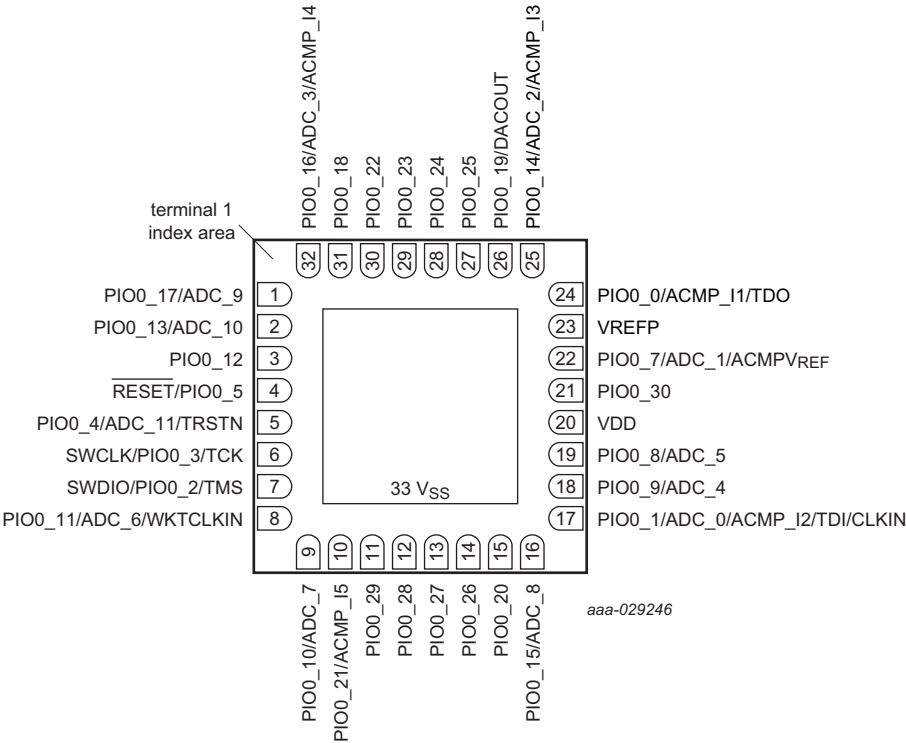 PIO0_16/ADC_3/ACMP_I4
PIO0_18
PIO0_22
PIO0_23
PIO0_24
PIO0_25
PIO0_19/DACOUT
PIO0_14/ADC_2/ACMP_I3
terminal 1
index area
32
31
30
29
28
27
26
25
PIO0_17/ADC_9 1
PIO0_13/ADC_10 2
PIO0_12 3
RESET/PIO0_5 4
PIO0_4/ADC_11/TRSTN 5
SWCLK/PIO0_3/TCK 6
SWDIO/PIO0_2/TMS 7
PIO0_11/ADC_6/WKTCLKIN 8
24 PIO0_0/ACMP_I1/TDO
23 VREFP
22 PIO0_7/ADC_1/ACMPVREF
21 PIO0_30
20 VDD
19 PIO0_8/ADC_5
18 PIO0_9/ADC_4
17 PIO0_1/ADC_0/ACMP_I2/TDI/CLKIN
33 VSS
9
10
11
12
13
14
15
16
PIO0_10/ADC_7
PIO0_21/ACMP_I5
PIO0_29
PIO0_28
PIO0_27
PIO0_26
PIO0_20
PIO0_15/ADC_8
aaa-029246